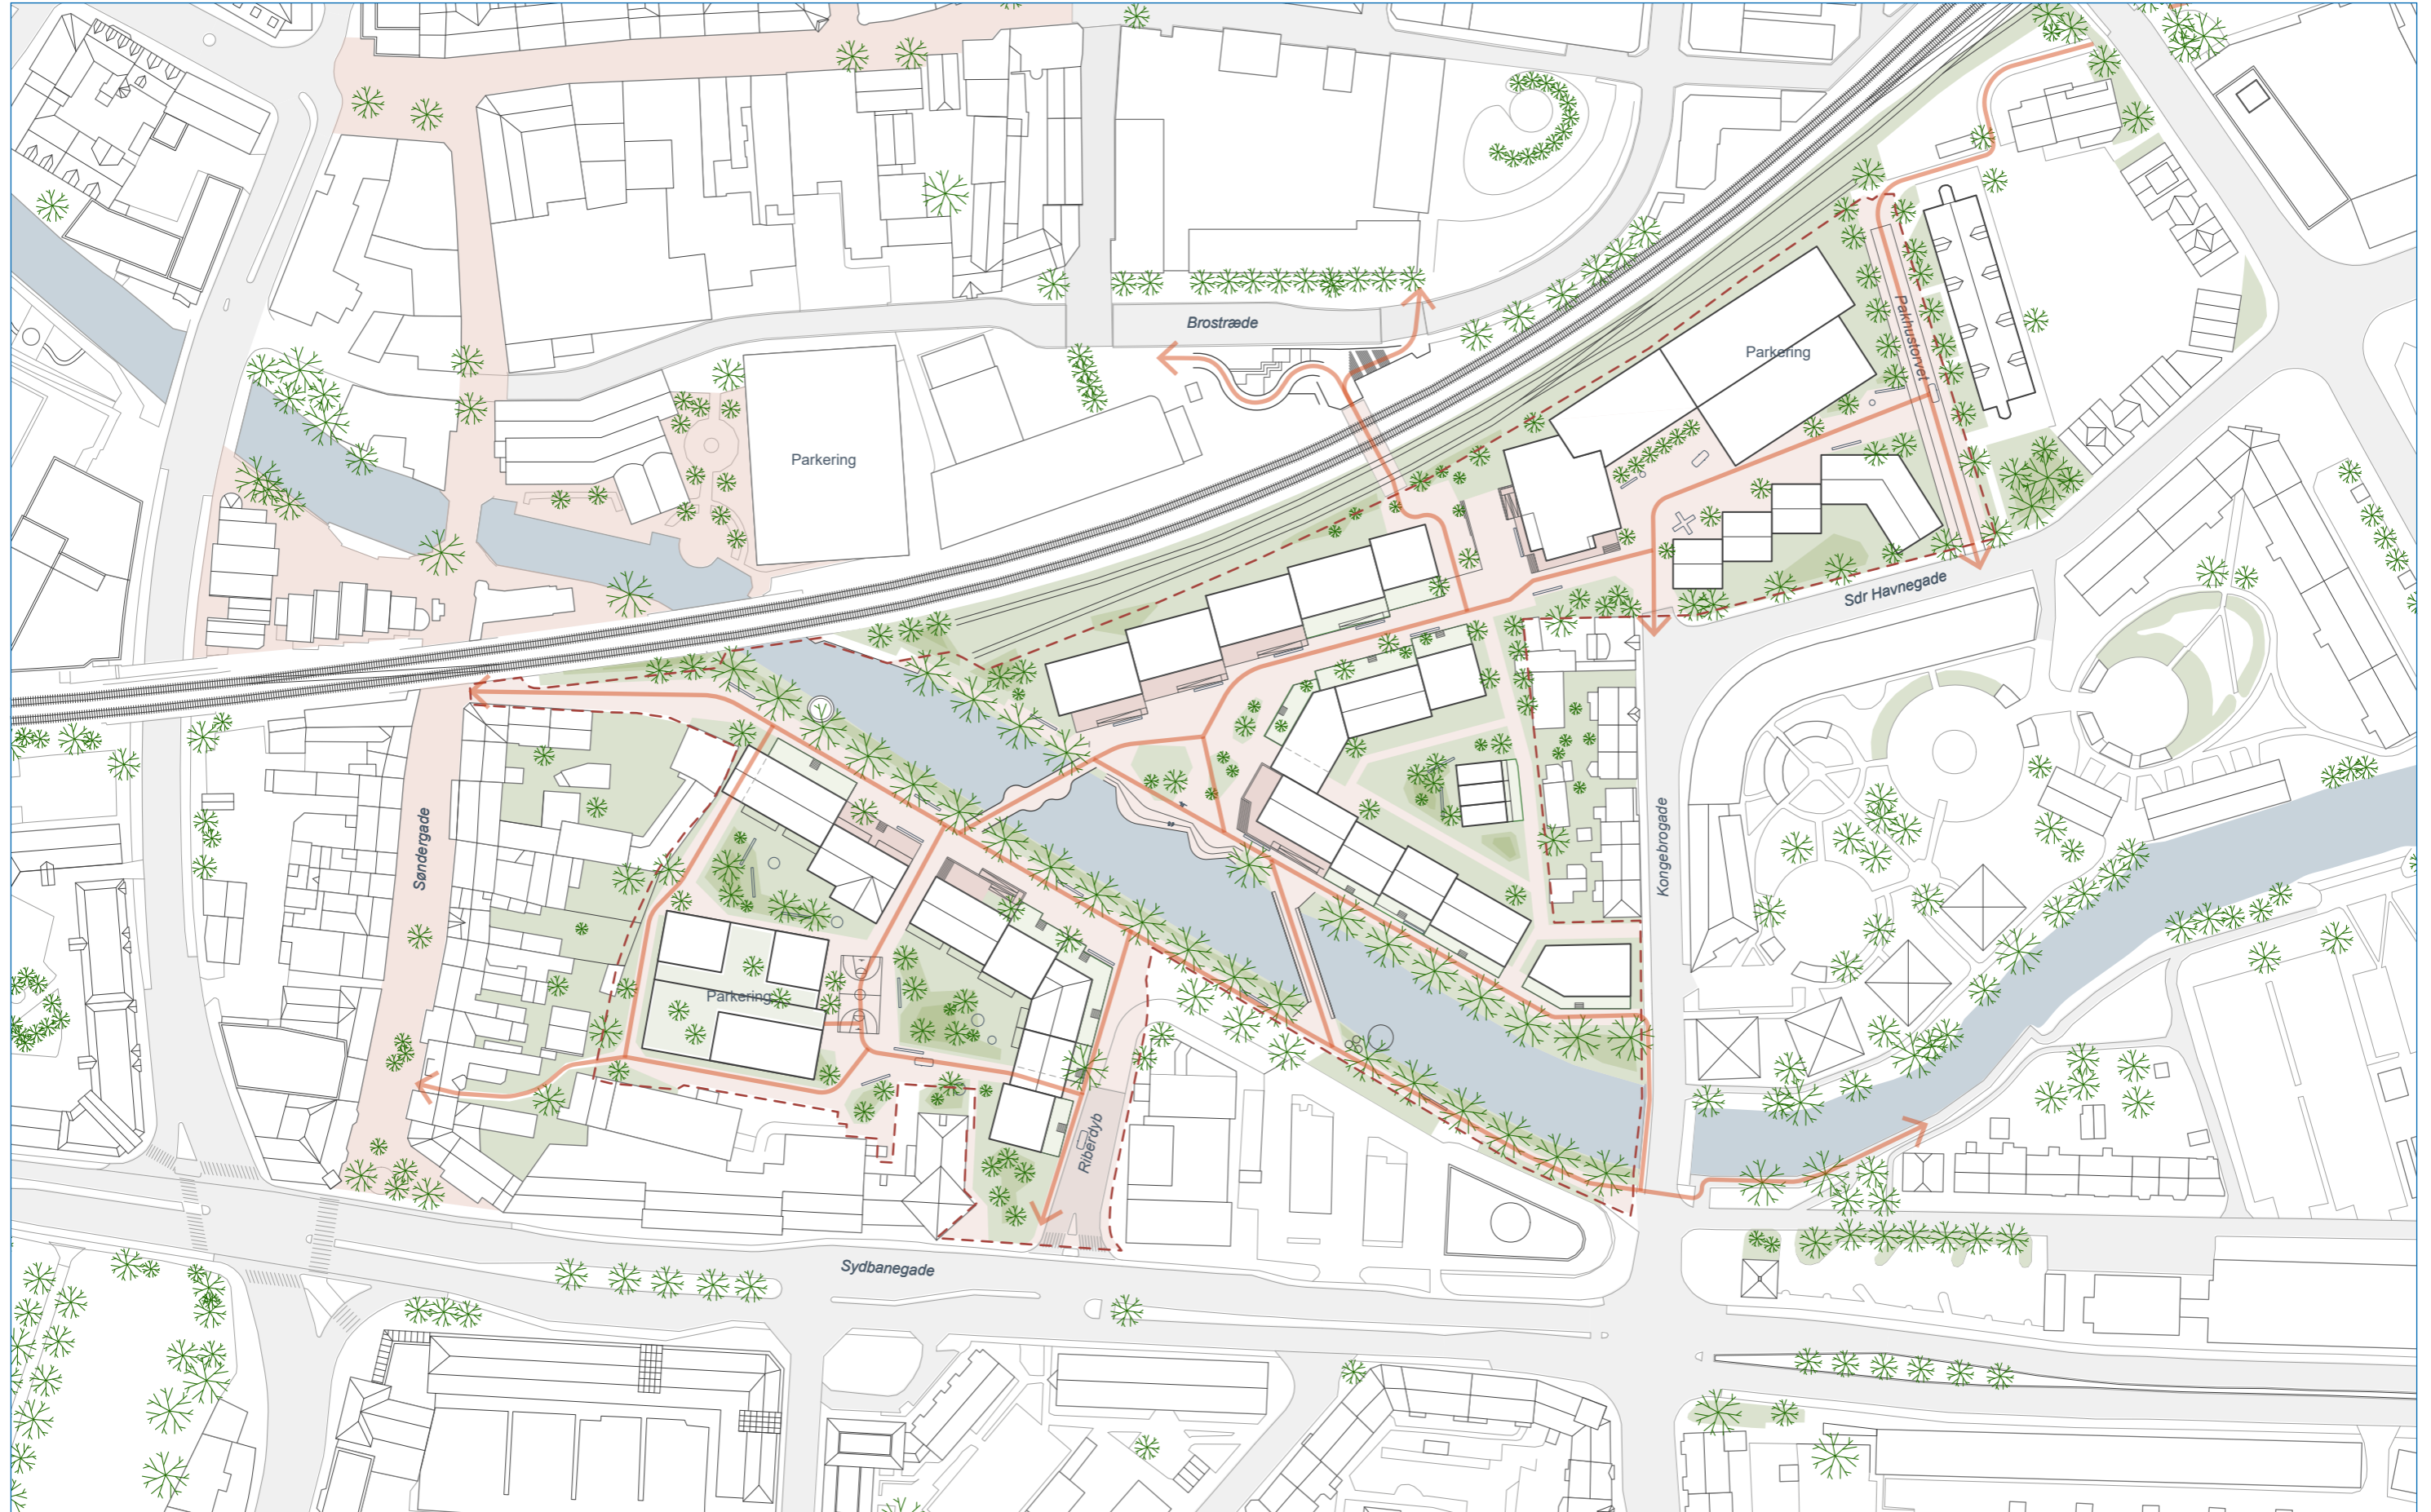 Brostræde
Pakhustorvet
Parkering
Parkering
Sdr Havnegade
Søndergade
Kongebrogade
Parkering
Riberdyb
Sydbanegade